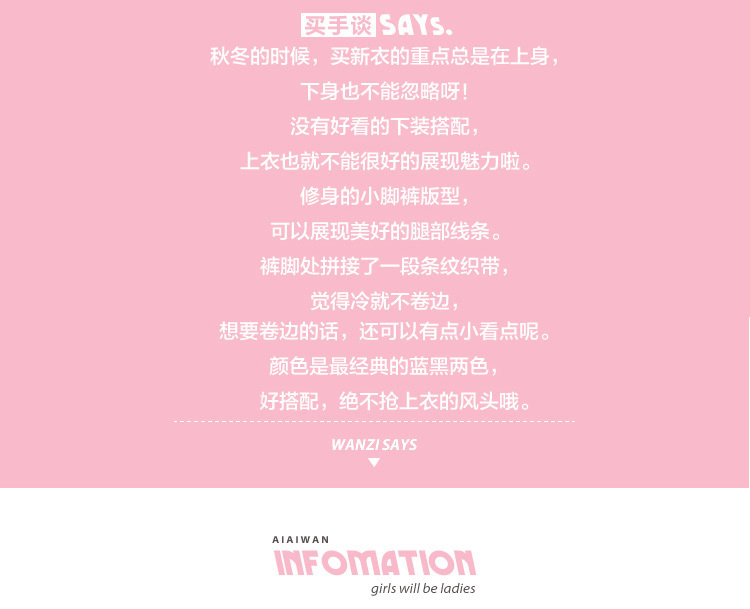 买手谈SAYS.
秋冬的时候，买新衣的重点总是在上身，
下身也不能忽略呀！
没有好看的下装搭配，
上衣也就不能很好的展现魅力啦。
修身的小脚裤版型，
可以展现美好的腿部线条。
裤脚处拼接了一段条纹织带，
觉得冷就不卷边，
想要卷边的话，还可以有点小看点呢。
颜色是最经典的蓝黑两色，
好搭配，绝不抢上衣的风头哦。
WANZI SAYS
AIAIWAN
INFOMATION
girls will be ladies